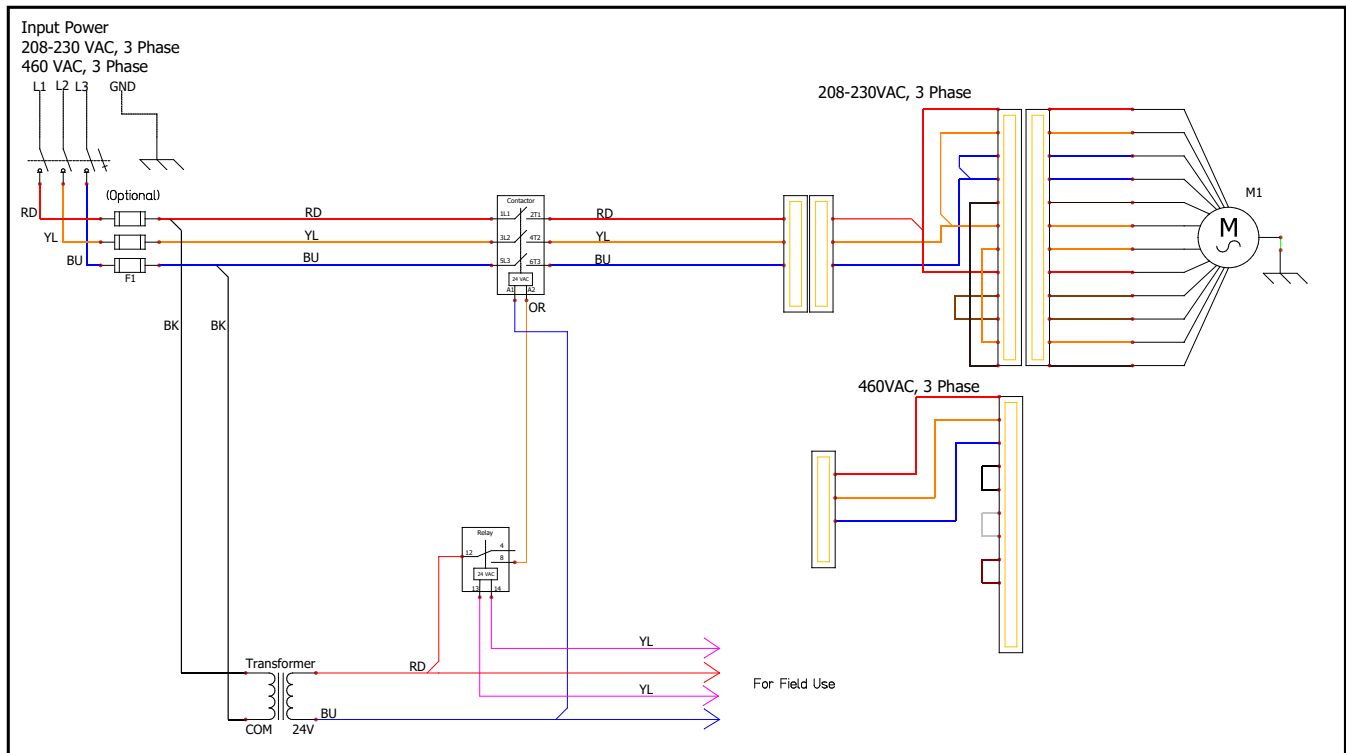 Input Power
208-230 VAC, 3 Phase
460 VAC, 3 Phase
L1 L2 L3 GND
208-230VAC, 3 Phase
(Optional)
Contactor
M1
RD RD 1L1 2T1 RD
YL YL 3L2 4T2 YL
M
BU BU 5L3 6T3 BU
F1
24 VAC
A1 A2
OR
BK BK
460VAC, 3 Phase
Relay
12 4
8
24 VAC
13 14
YL
Transformer
RD
For Field Use
YL
BU
COM 24V